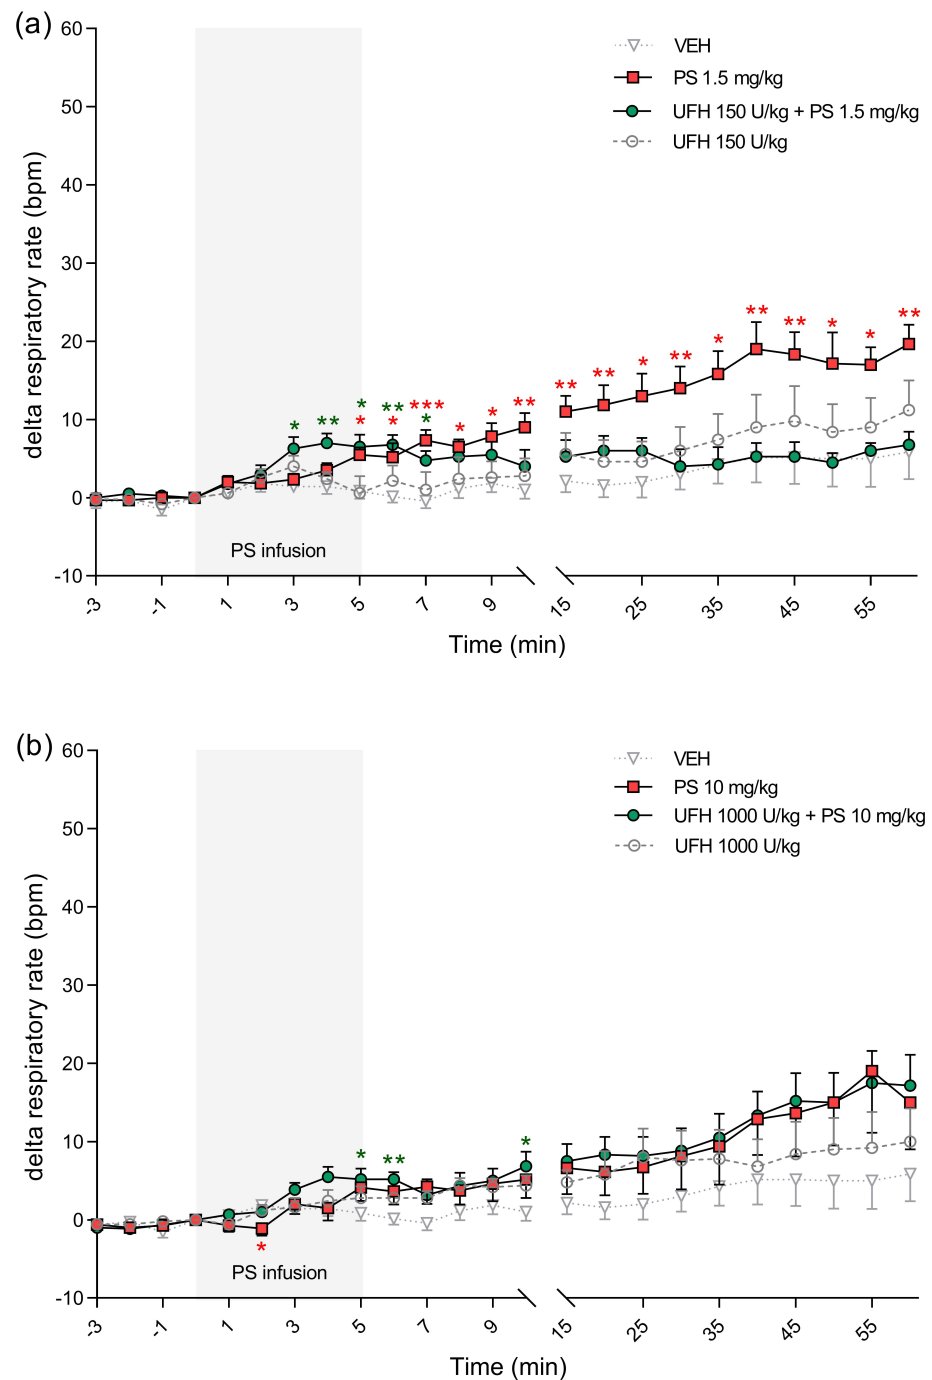 (a)
60
50
40
30
20
10
0
-10
delta respiratory rate (bpm)
VEH
PS 1.5 mg/kg
UFH 150 U/kg + PS 1.5 mg/kg
UFH 150 U/kg
* ** * * ** * * *** * * * **
** ** * ** * ** ** * * **
PS infusion
-3 -1 1 3 5 7 9 15 25 35 45 55
Time (min)
(b)
60
50
40
30
20
10
0
-10
delta respiratory rate (bpm)
VEH
PS 10 mg/kg
UFH 1000 U/kg + PS 10 mg/kg
UFH 1000 U/kg
* ** *
*
PS infusion
-3 -1 1 3 5 7 9 15 25 35 45 55
Time (min)